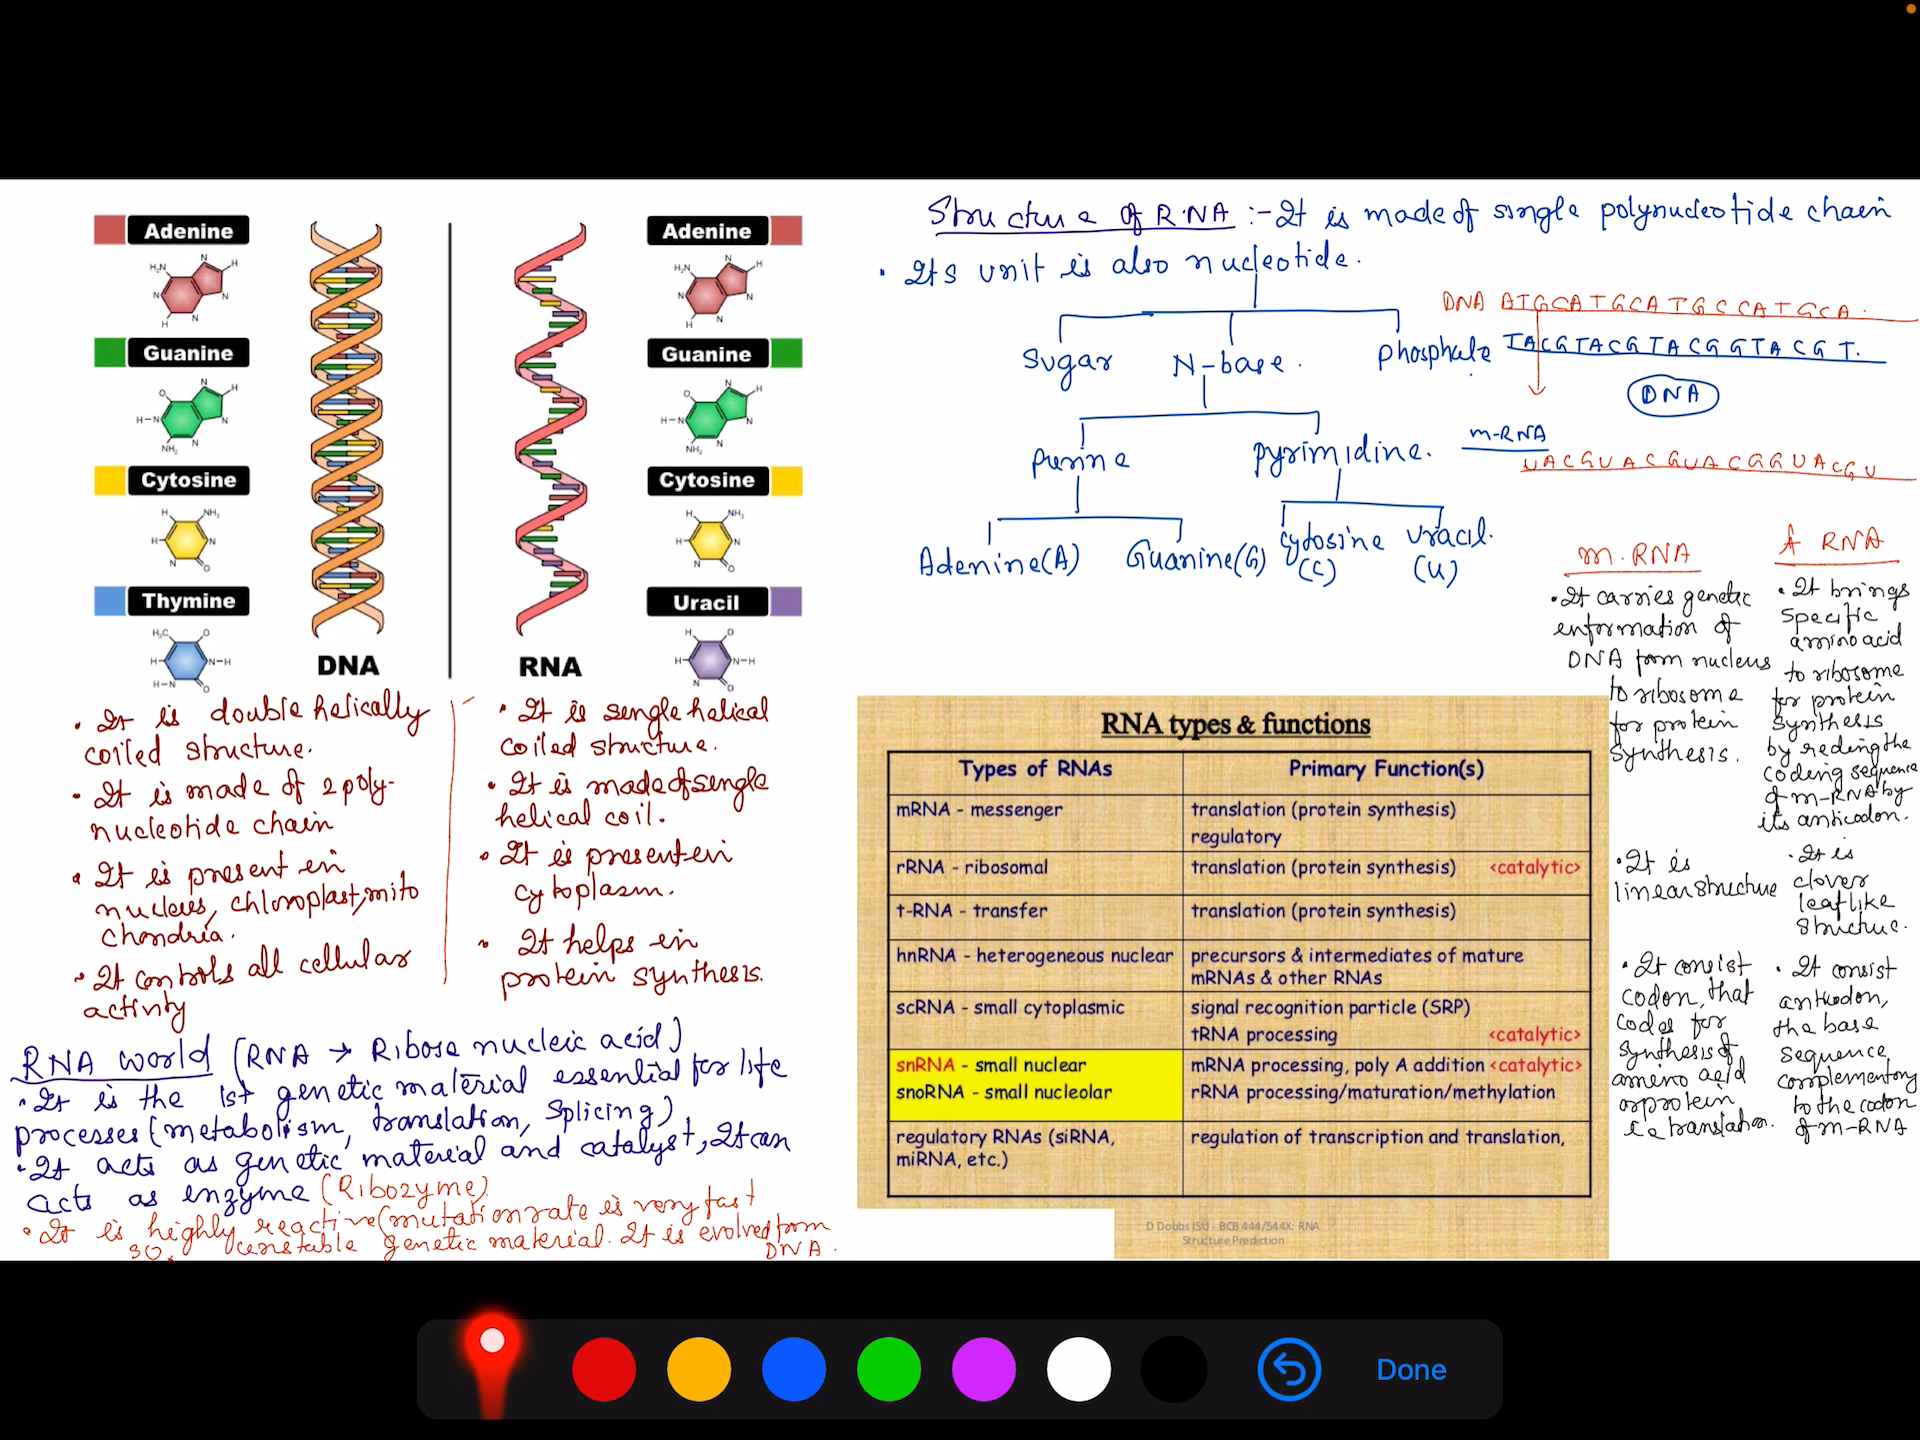 Adenine
Guanine
Cytosine
Thymine
DNA
RNA
Adenine
Guanine
Cytosine
Uracil
• It is double helically
coiled structure.
• It is made of 2 poly-
nucleotide chain
• It is present in
nucleus, chloroplast, mito
chondria.
• It controls all cellular
activity
• It is single helical
coiled structure.
• It is made of single
helical coil.
• It is present in
cytoplasm.
• It helps in
protein synthesis.
RNA world (RNA → Ribose nucleic acid)
• It is the 1st genetic material essential for life
processes (metabolism, translation, splicing)
• It acts as genetic material and catalyst, It can
acts as enzyme (Ribozyme)
• It is highly reactive (mutation rate is very fast
so, unstable genetic material. It is evolved from
DNA.
Structure of RNA :- It is made of single polynucleotide chain
• Its unit is also nucleotide.
Sugar N-base. phosphate
purine pyrimidine.
Adenine(A) Guanine(G) Cytosine (C) Uracil. (U)
DNA ATGCATGCATGCCATGCA.
TACGTACGTACGGTACGT.
DNA
m-RNA
UACGUACGUACGGUACGU
m.RNA
• It carries genetic
information of
DNA form nucleus
to ribosome
for protein
synthesis.
• It is
linear structure
• It consist
codon, that
codes for
synthesis of
amino acid
or protein
i.e translation.
t RNA
• It brings
specific
amino acid
to ribosome
for protein
synthesis
by reding the
coding sequence
of m-RNA by
its anticodon.
• It is
clover
leaf like
structue.
• It consist
anticodon,
the base
sequence
complementary
to the codon
of m-RNA
RNA types & functions
Types of RNAs Primary Function(s)
mRNA - messenger translation (protein synthesis)
regulatory
rRNA - ribosomal translation (protein synthesis) <catalytic>
t-RNA - transfer translation (protein synthesis)
hnRNA - heterogeneous nuclear precursors & intermediates of mature
mRNAs & other RNAs
scRNA - small cytoplasmic signal recognition particle (SRP)
tRNA processing <catalytic>
snRNA - small nuclear mRNA processing, poly A addition <catalytic>
snoRNA - small nucleolar rRNA processing/maturation/methylation
regulatory RNAs (siRNA, regulation of transcription and translation,
miRNA, etc.)
D Dobbs ISU - BCB 444/544X: RNA
Structure Prediction
Done